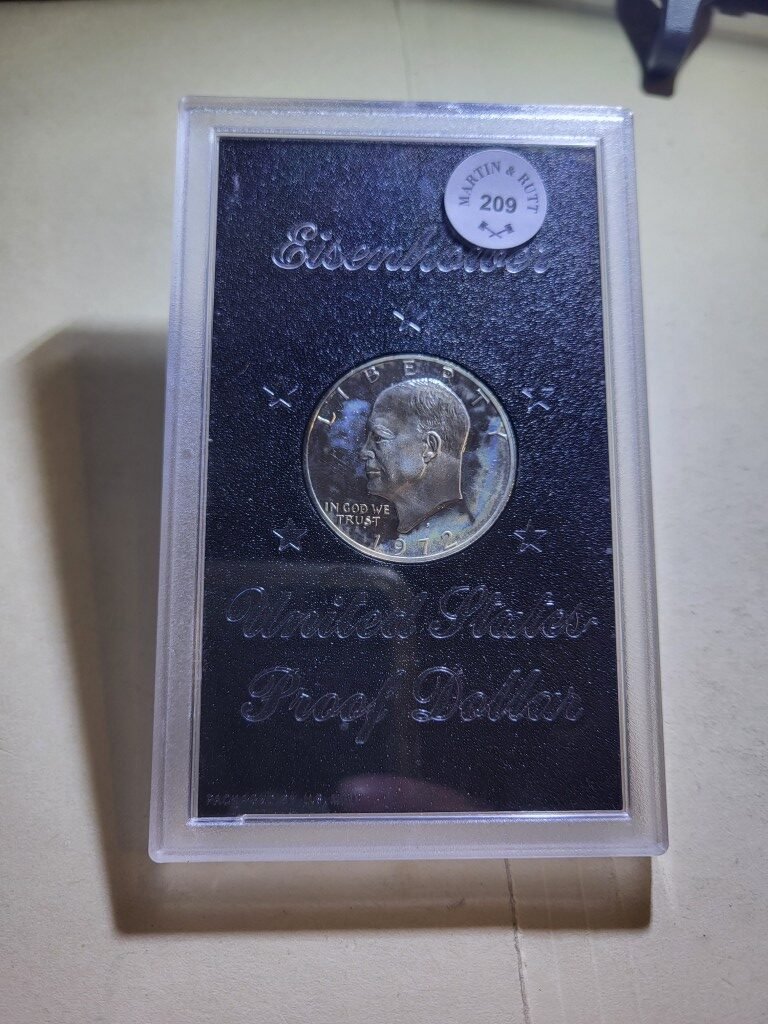 MARTIN & RUTT
209
Eisenhower
LIBERTY
IN GOD WE
TRUST
1972
United States
Proof Dollar